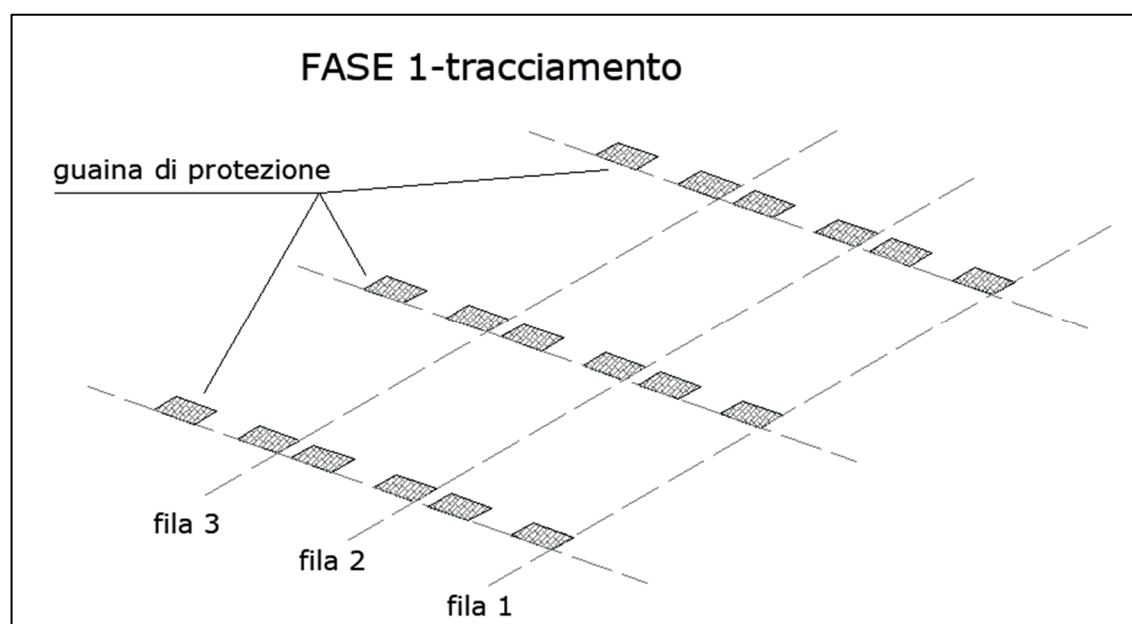 FASE 1-tracciamento
guaina di protezione
fila 3
fila 2
fila 1